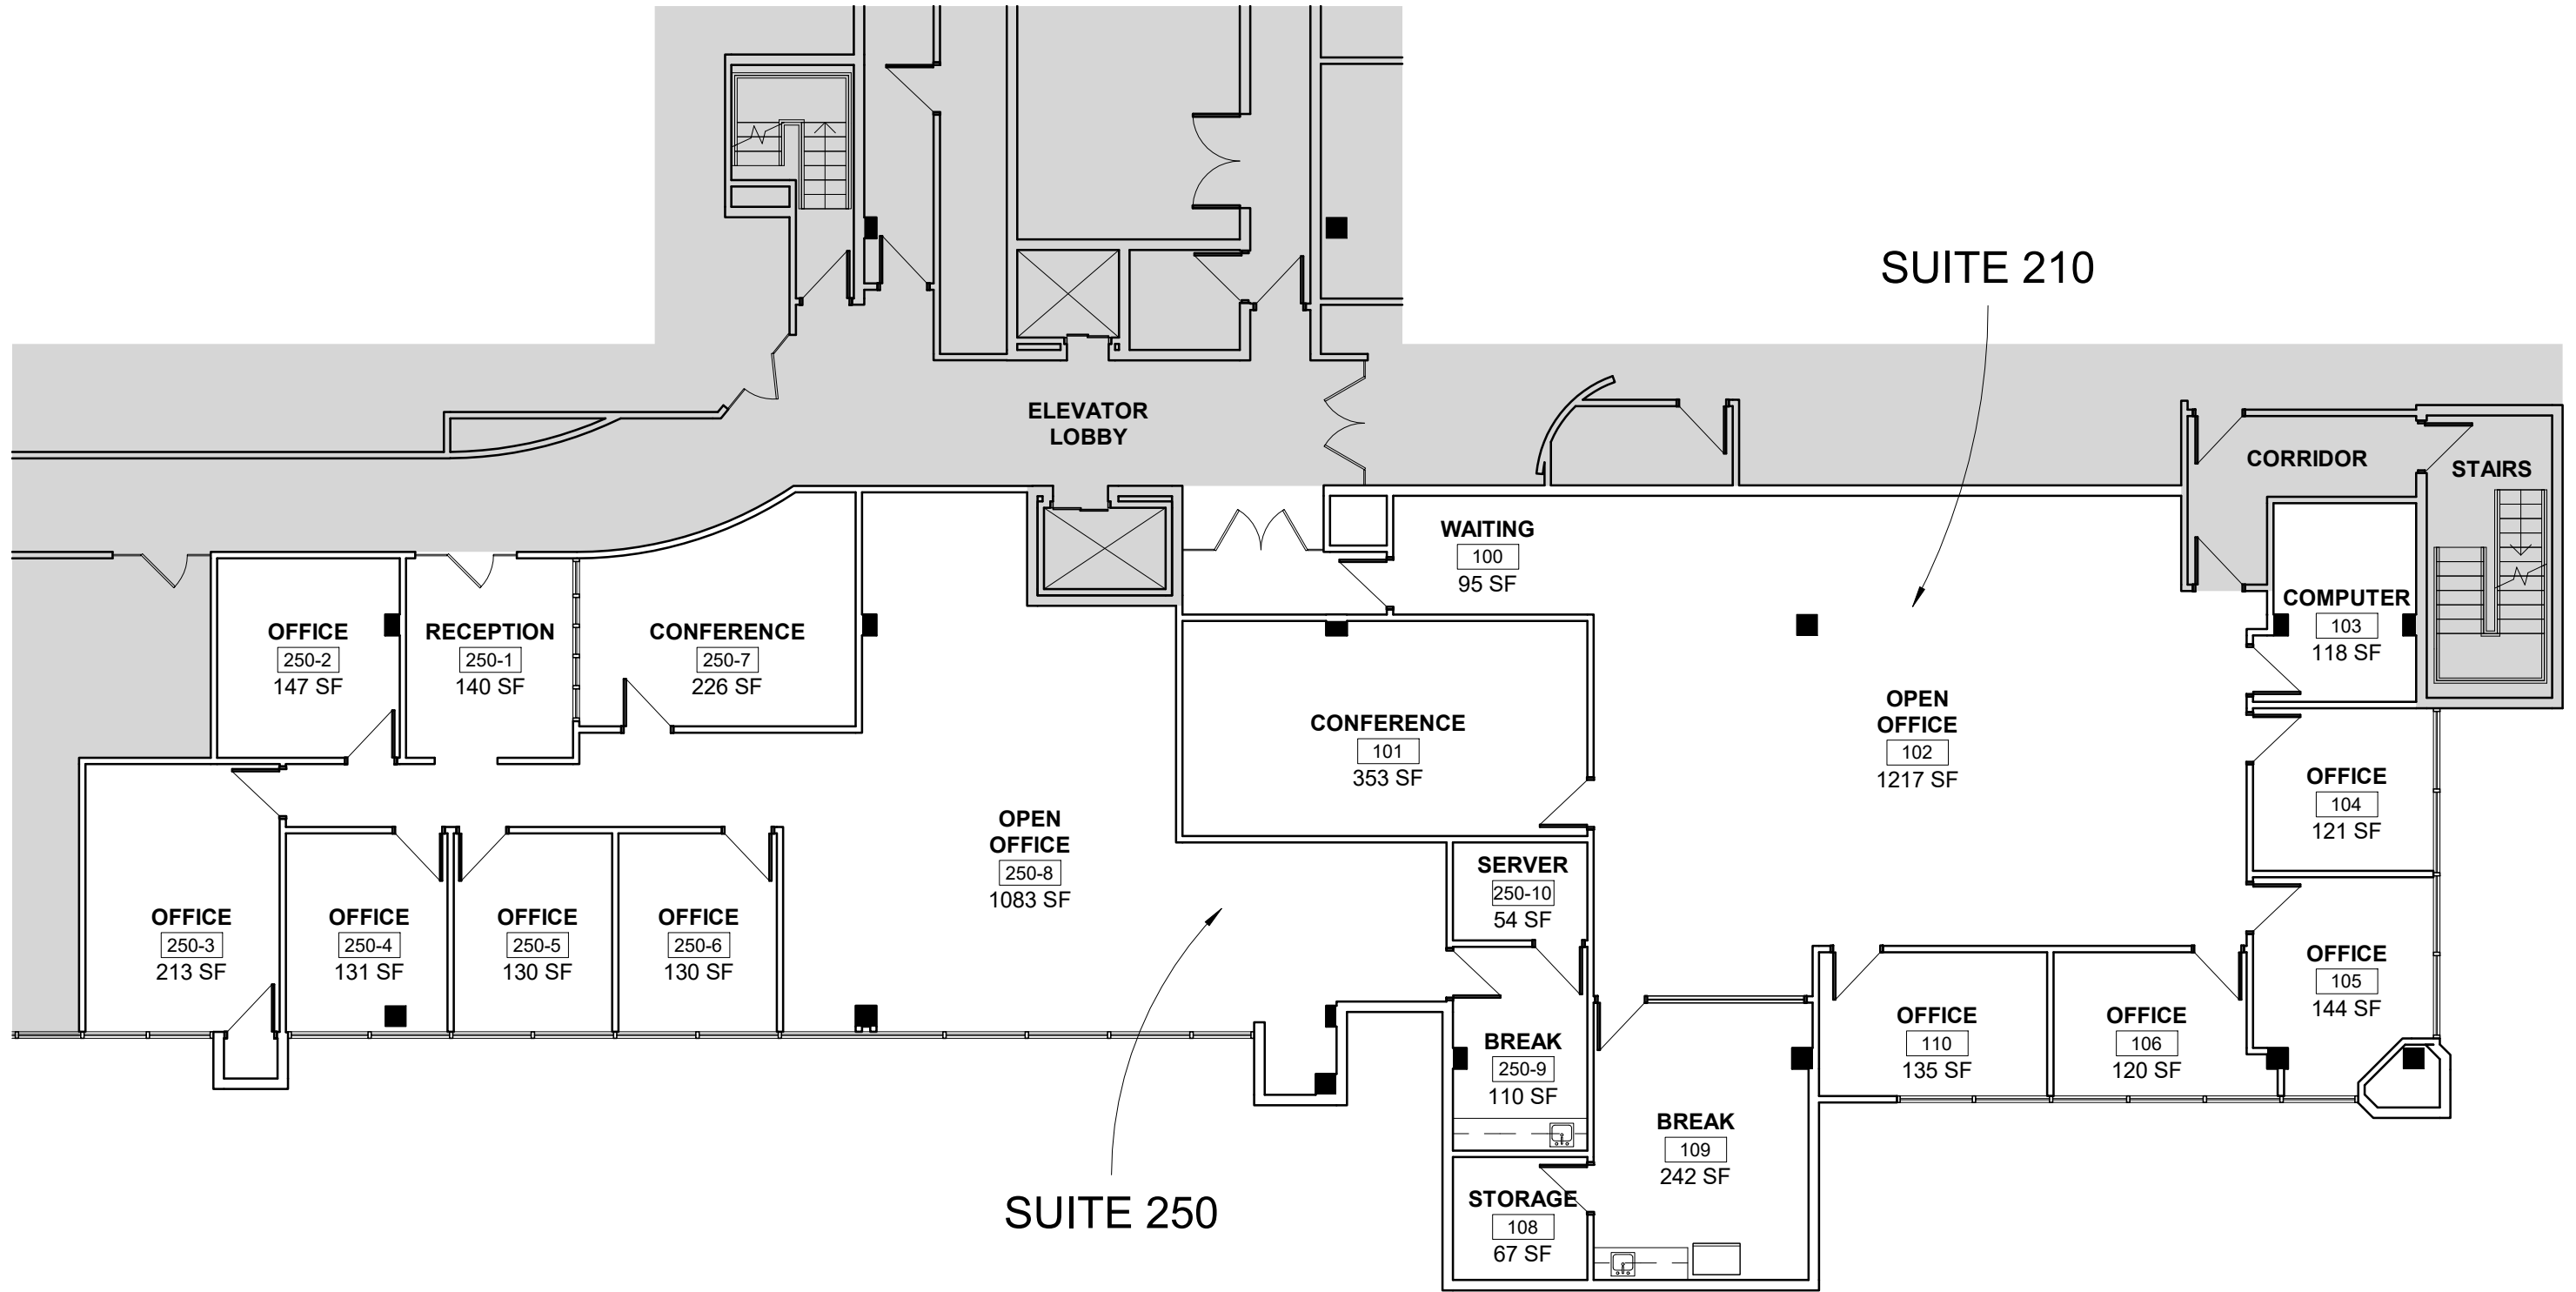 SUITE 210
ELEVATOR
LOBBY
CORRIDOR
STAIRS
WAITING
100
95 SF
COMPUTER
103
118 SF
OFFICE
250-2
147 SF
RECEPTION
250-1
140 SF
CONFERENCE
250-7
226 SF
CONFERENCE
101
353 SF
OPEN
OFFICE
102
1217 SF
OFFICE
104
121 SF
OPEN
OFFICE
250-8
1083 SF
SERVER
250-10
54 SF
OFFICE
250-3
213 SF
OFFICE
250-4
131 SF
OFFICE
250-5
130 SF
OFFICE
250-6
130 SF
OFFICE
105
144 SF
BREAK
250-9
110 SF
OFFICE
110
135 SF
OFFICE
106
120 SF
BREAK
109
242 SF
SUITE 250
STORAGE
108
67 SF